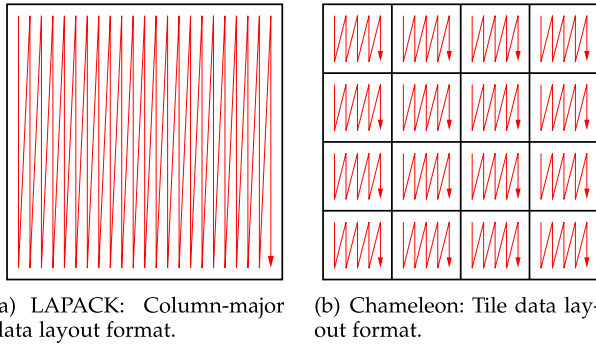 a) LAPACK: Column-major
data layout format.
(b) Chameleon: Tile data lay-
out format.